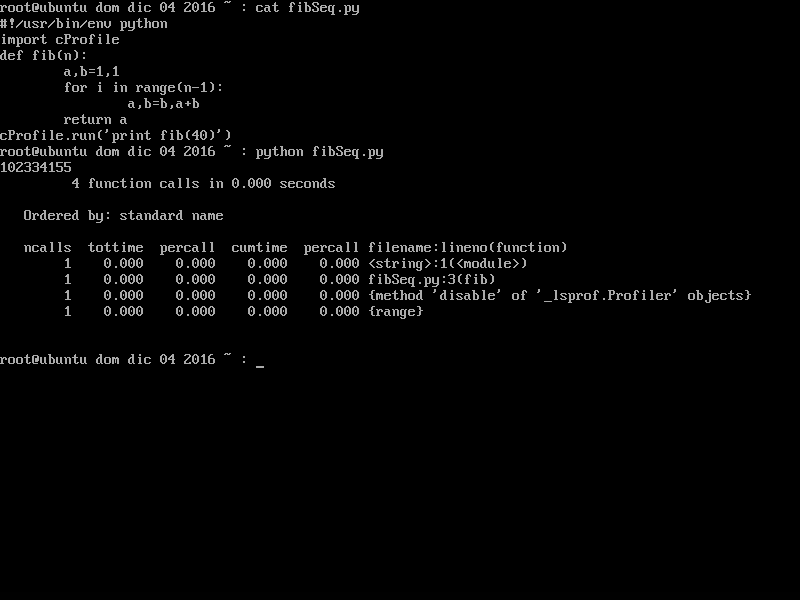 root@ubuntu dom dic 04 2016 ~ : cat fibSeq.py
#!/usr/bin/env python
import cProfile
def fib(n):
        a,b=1,1
        for i in range(n-1):
                a,b=b,a+b
        return a
cProfile.run('print fib(40)')
root@ubuntu dom dic 04 2016 ~ : python fibSeq.py
102334155
         4 function calls in 0.000 seconds

   Ordered by: standard name

   ncalls  tottime  percall  cumtime  percall filename:lineno(function)
        1    0.000    0.000    0.000    0.000 <string>:1(<module>)
        1    0.000    0.000    0.000    0.000 fibSeq.py:3(fib)
        1    0.000    0.000    0.000    0.000 {method 'disable' of '_lsprof.Profiler' objects}
        1    0.000    0.000    0.000    0.000 {range}


root@ubuntu dom dic 04 2016 ~ : _